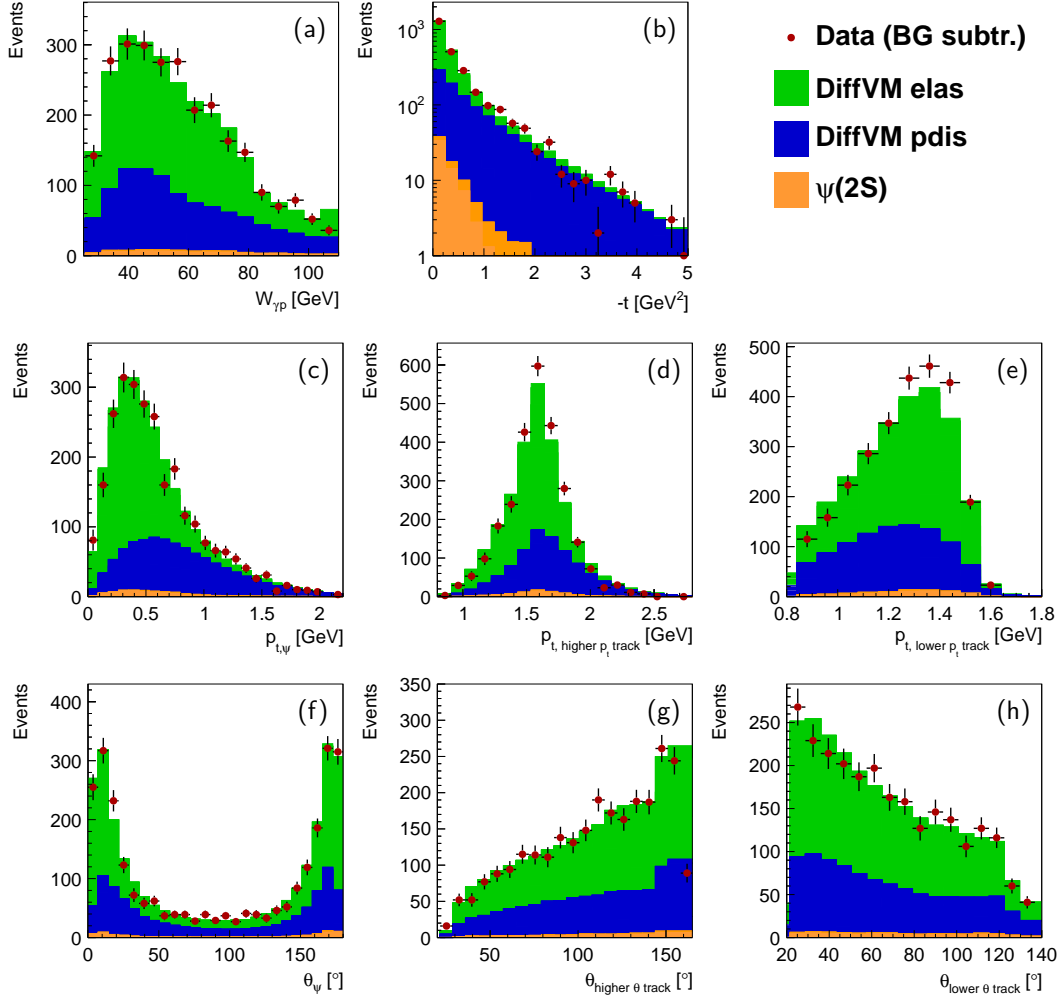 Events
300
200
100
0
40 60 80 100
W_γp [GeV]
(a)
Events
10³
10²
10
1
0 1 2 3 4 5
-t [GeV²]
(b)
Data (BG subtr.)
DiffVM elas
DiffVM pdis
ψ(2S)
Events
300
200
100
0
0 0.5 1 1.5 2
p_t,ψ [GeV]
(c)
Events
600
500
400
300
200
100
0
1 1.5 2 2.5
p_t, higher p_t track [GeV]
(d)
Events
500
400
300
200
100
0
0.8 1 1.2 1.4 1.6 1.8
p_t, lower p_t track [GeV]
(e)
Events
400
300
200
100
0
0 50 100 150
θ_ψ [°]
(f)
Events
350
300
250
200
150
100
50
0
50 100 150
θ_higher θ track [°]
(g)
Events
250
200
150
100
50
0
20 40 60 80 100 120 140
θ_lower θ track [°]
(h)